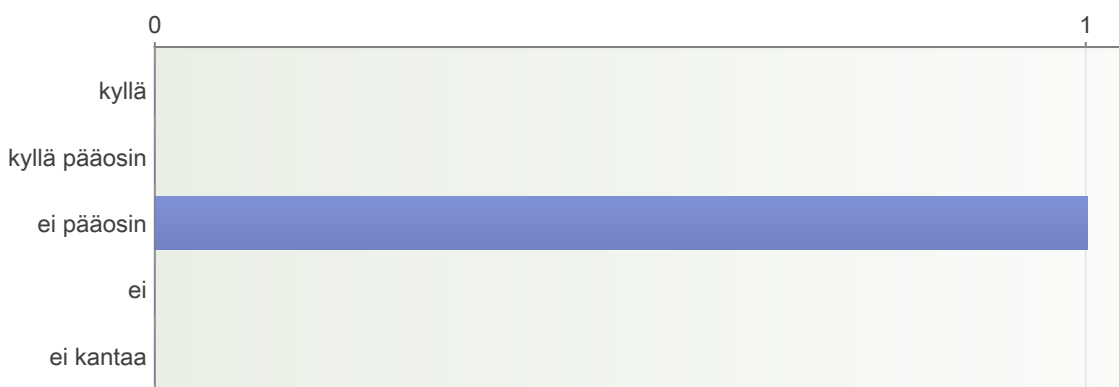 0 1
kyllä
kyllä pääosin
ei pääosin
ei
ei kantaa